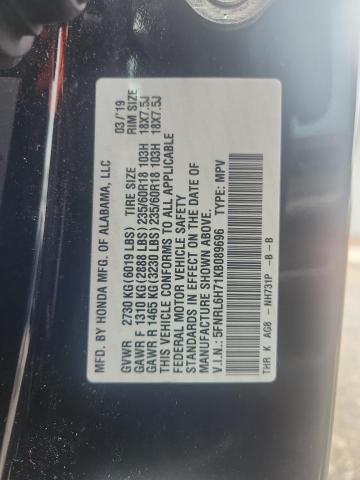 MFG. BY HONDA MFG. OF ALABAMA, LLC 03/'19
TIRE SIZE RIM SIZE
GVWR 2730 KG(6019 LBS)
GAWR F 1310 KG(2888 LBS) 235/60R18 103H 18X7.5J
GAWR R 1465 KG(3230 LBS) 235/60R18 103H 18X7.5J
THIS VEHICLE CONFORMS TO ALL APPLICABLE
FEDERAL MOTOR VEHICLE SAFETY
STANDARDS IN EFFECT ON THE DATE OF
MANUFACTURE SHOWN ABOVE.
V.I.N.: 5FNRL6H71KB089696 TYPE: MPV
THR K AG8 -NH731P -B -B